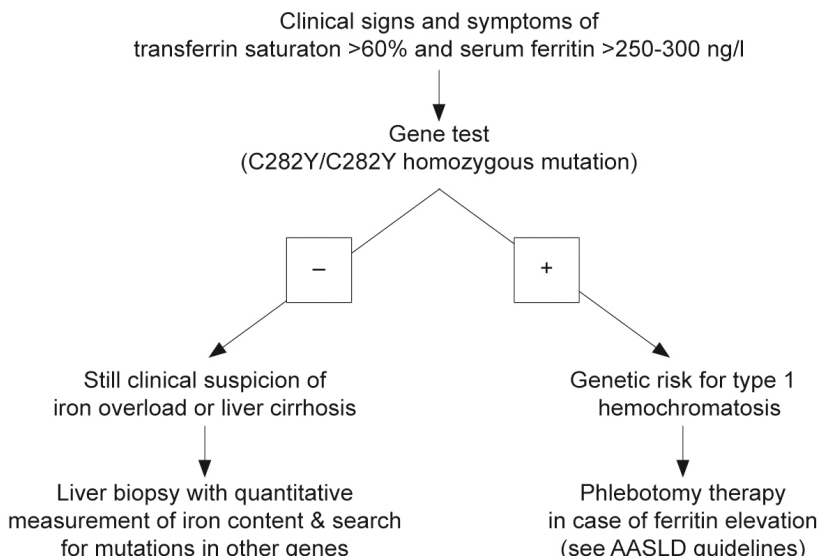 Clinical signs and symptoms of
transferrin saturaton >60% and serum ferritin >250-300 ng/l
Gene test
(C282Y/C282Y homozygous mutation)
–
+
Still clinical suspicion of
iron overload or liver cirrhosis
Genetic risk for type 1
hemochromatosis
Liver biopsy with quantitative
measurement of iron content & search
for mutations in other genes
Phlebotomy therapy
in case of ferritin elevation
(see AASLD guidelines)